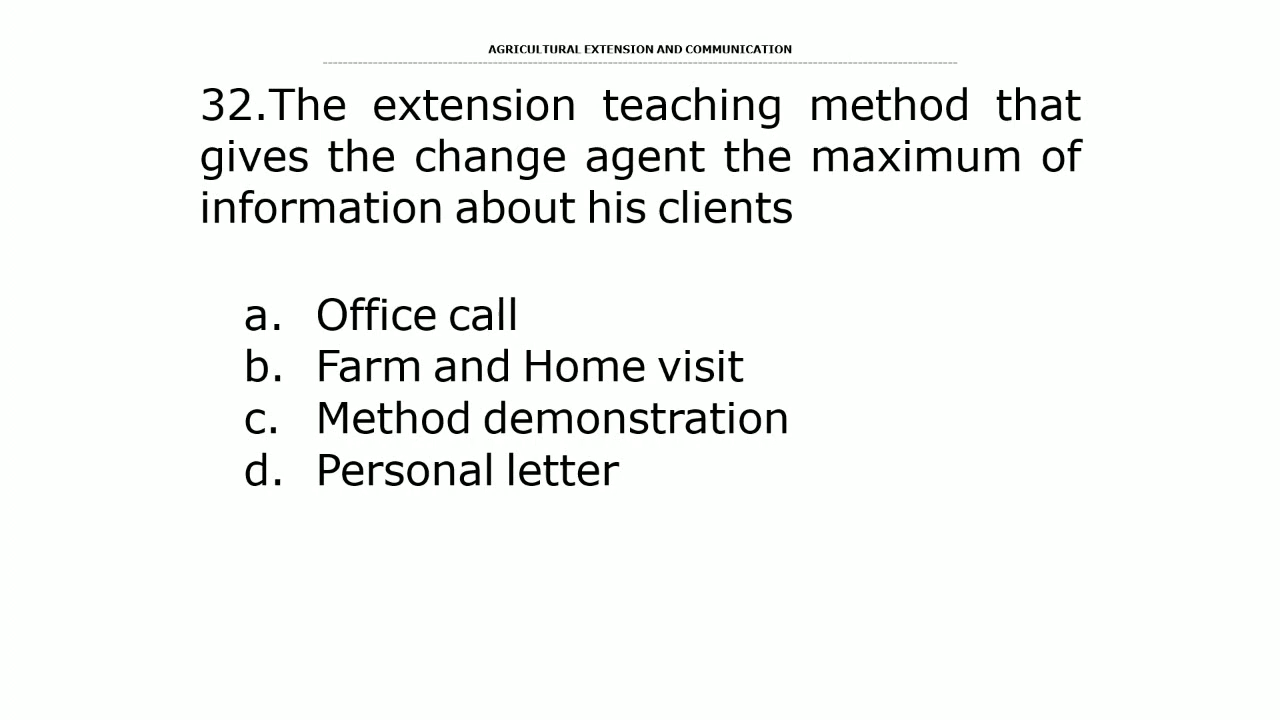 AGRICULTURAL EXTENSION AND COMMUNICATION
32.The extension teaching method that
gives the change agent the maximum of
information about his clients
a. Office call
b. Farm and Home visit
c. Method demonstration
d. Personal letter